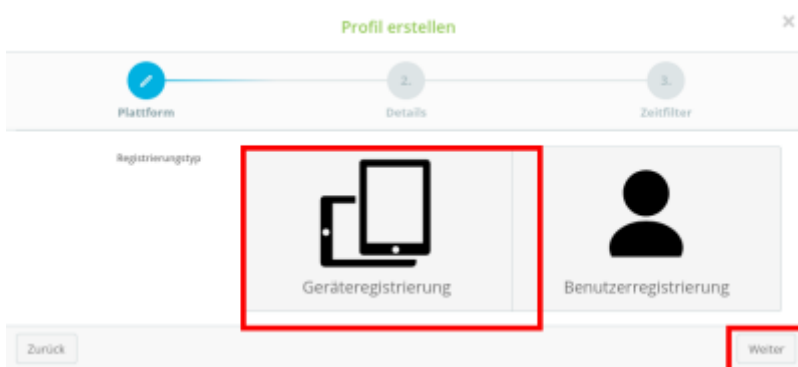 Profil erstellen
×
2.
3.
Plattform
Details
Zeitfilter
Registrierungstyp
Geräteregistrierung
Benutzerregistrierung
Zurück
Weiter